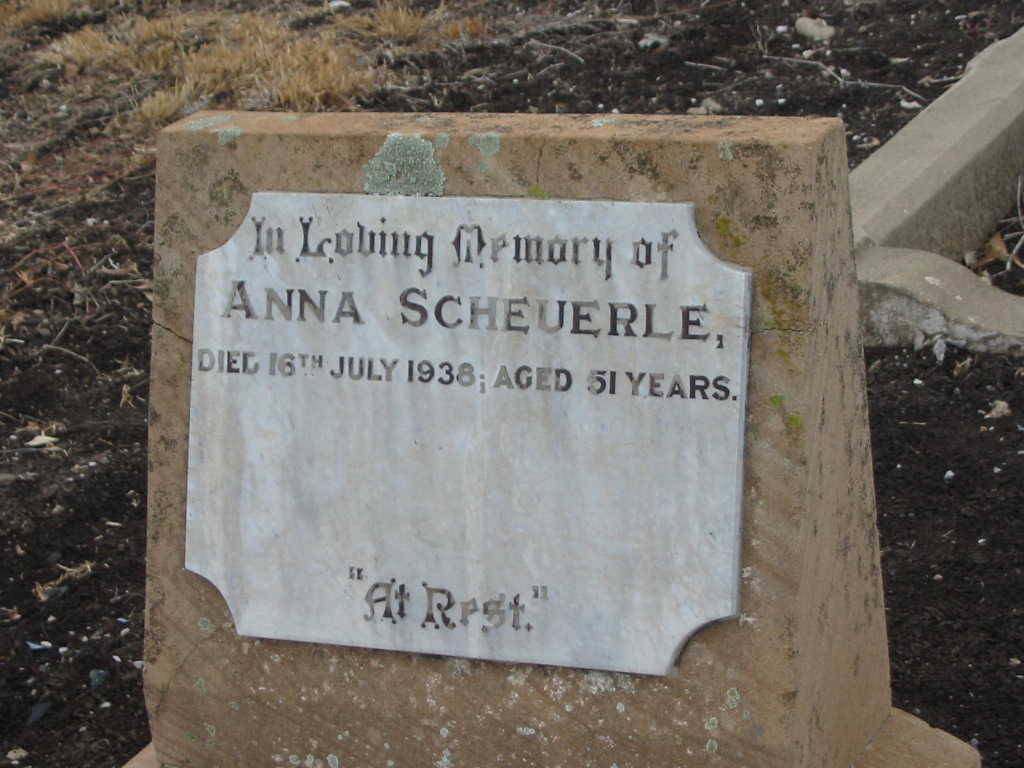 In Loving Memory of
ANNA SCHEUERLE,
DIED 16TH JULY 1938; AGED 51 YEARS.
"At Rest."